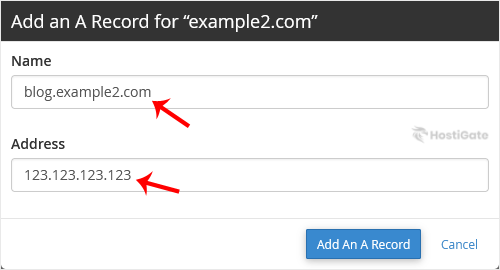 Add an A Record for “example2.com”
Name
blog.example2.com
Address
HostiGate
123.123.123.123
Add An A Record
Cancel